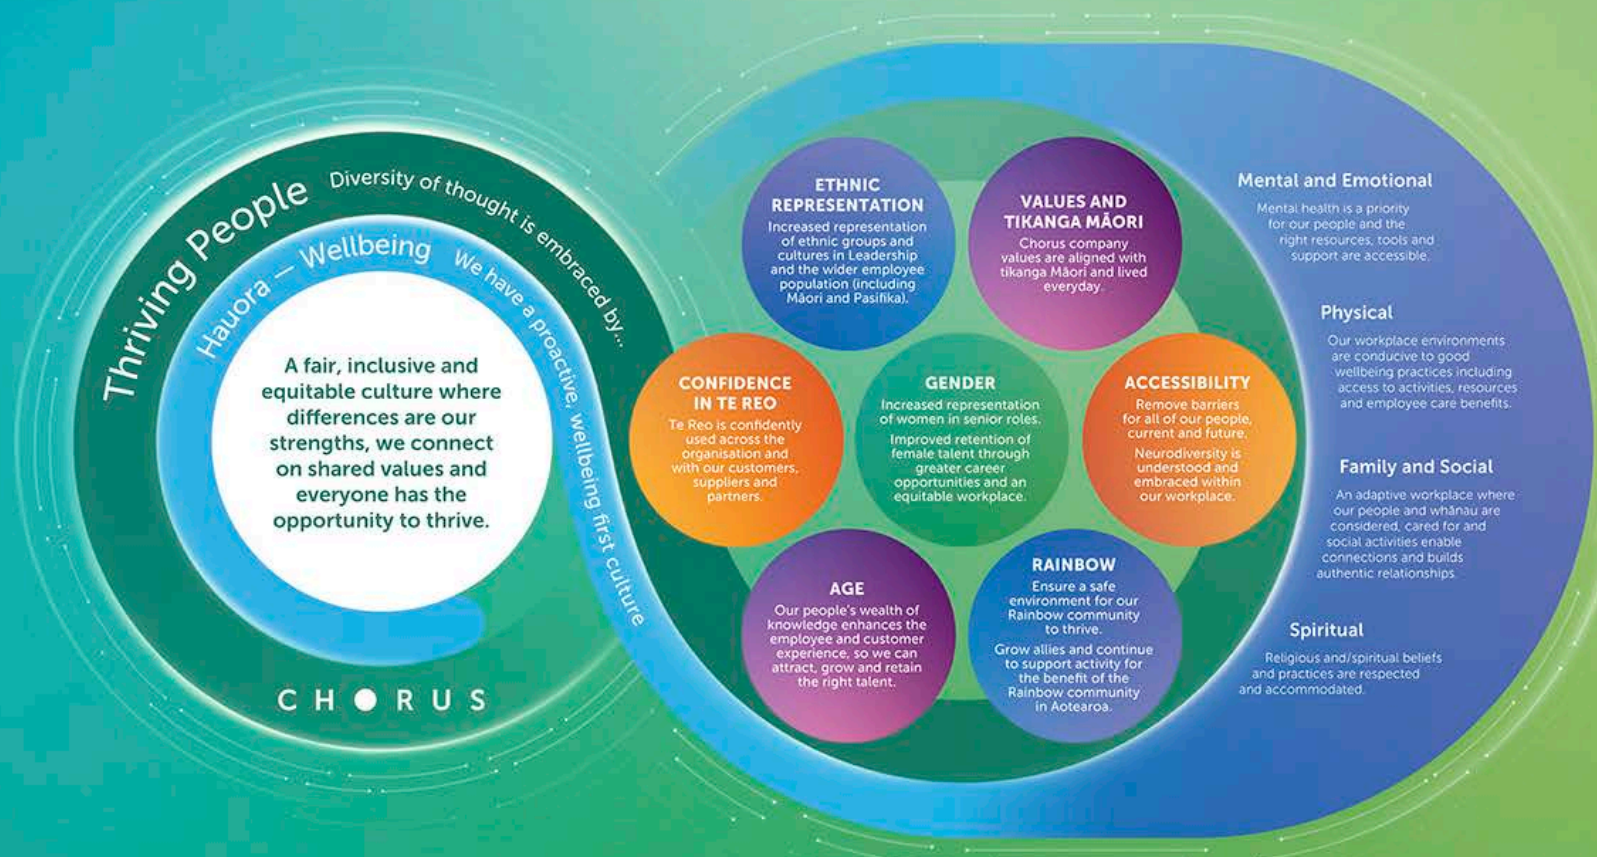 Thriving People
Diversity of thought is embraced by...
Hauora – Wellbeing
We have a proactive, wellbeing first culture
A fair, inclusive and
equitable culture where
differences are our
strengths, we connect
on shared values and
everyone has the
opportunity to thrive.
CHORUS
ETHNIC
REPRESENTATION
Increased representation
of ethnic groups and
cultures in Leadership
and the wider employee
population (including
Māori and Pasifika).
VALUES AND
TIKANGA MĀORI
Chorus company
values are aligned with
tikanga Māori and lived
everyday.
CONFIDENCE
IN TE REO
Te Reo is confidently
used across the
organisation and
with our customers,
suppliers and
partners.
GENDER
Increased representation
of women in senior roles.
Improved retention of
female talent through
greater career
opportunities and an
equitable workplace.
ACCESSIBILITY
Remove barriers
for all of our people,
current and future.
Neurodiversity is
understood and
embraced within
our workplace.
AGE
Our people's wealth of
knowledge enhances the
employee and customer
experience, so we can
attract, grow and retain
the right talent.
RAINBOW
Ensure a safe
environment for our
Rainbow community
to thrive.
Grow allies and continue
to support activity for
the benefit of the
Rainbow community
in Aotearoa.
Mental and Emotional
Mental health is a priority
for our people and the
right resources, tools and
support are accessible.
Physical
Our workplace environments
are conducive to good
wellbeing practices including
access to activities, resources
and employee care benefits.
Family and Social
An adaptive workplace where
our people and whānau are
considered, cared for and
social activities enable
connections and builds
authentic relationships.
Spiritual
Religious and/spiritual beliefs
and practices are respected
and accommodated.